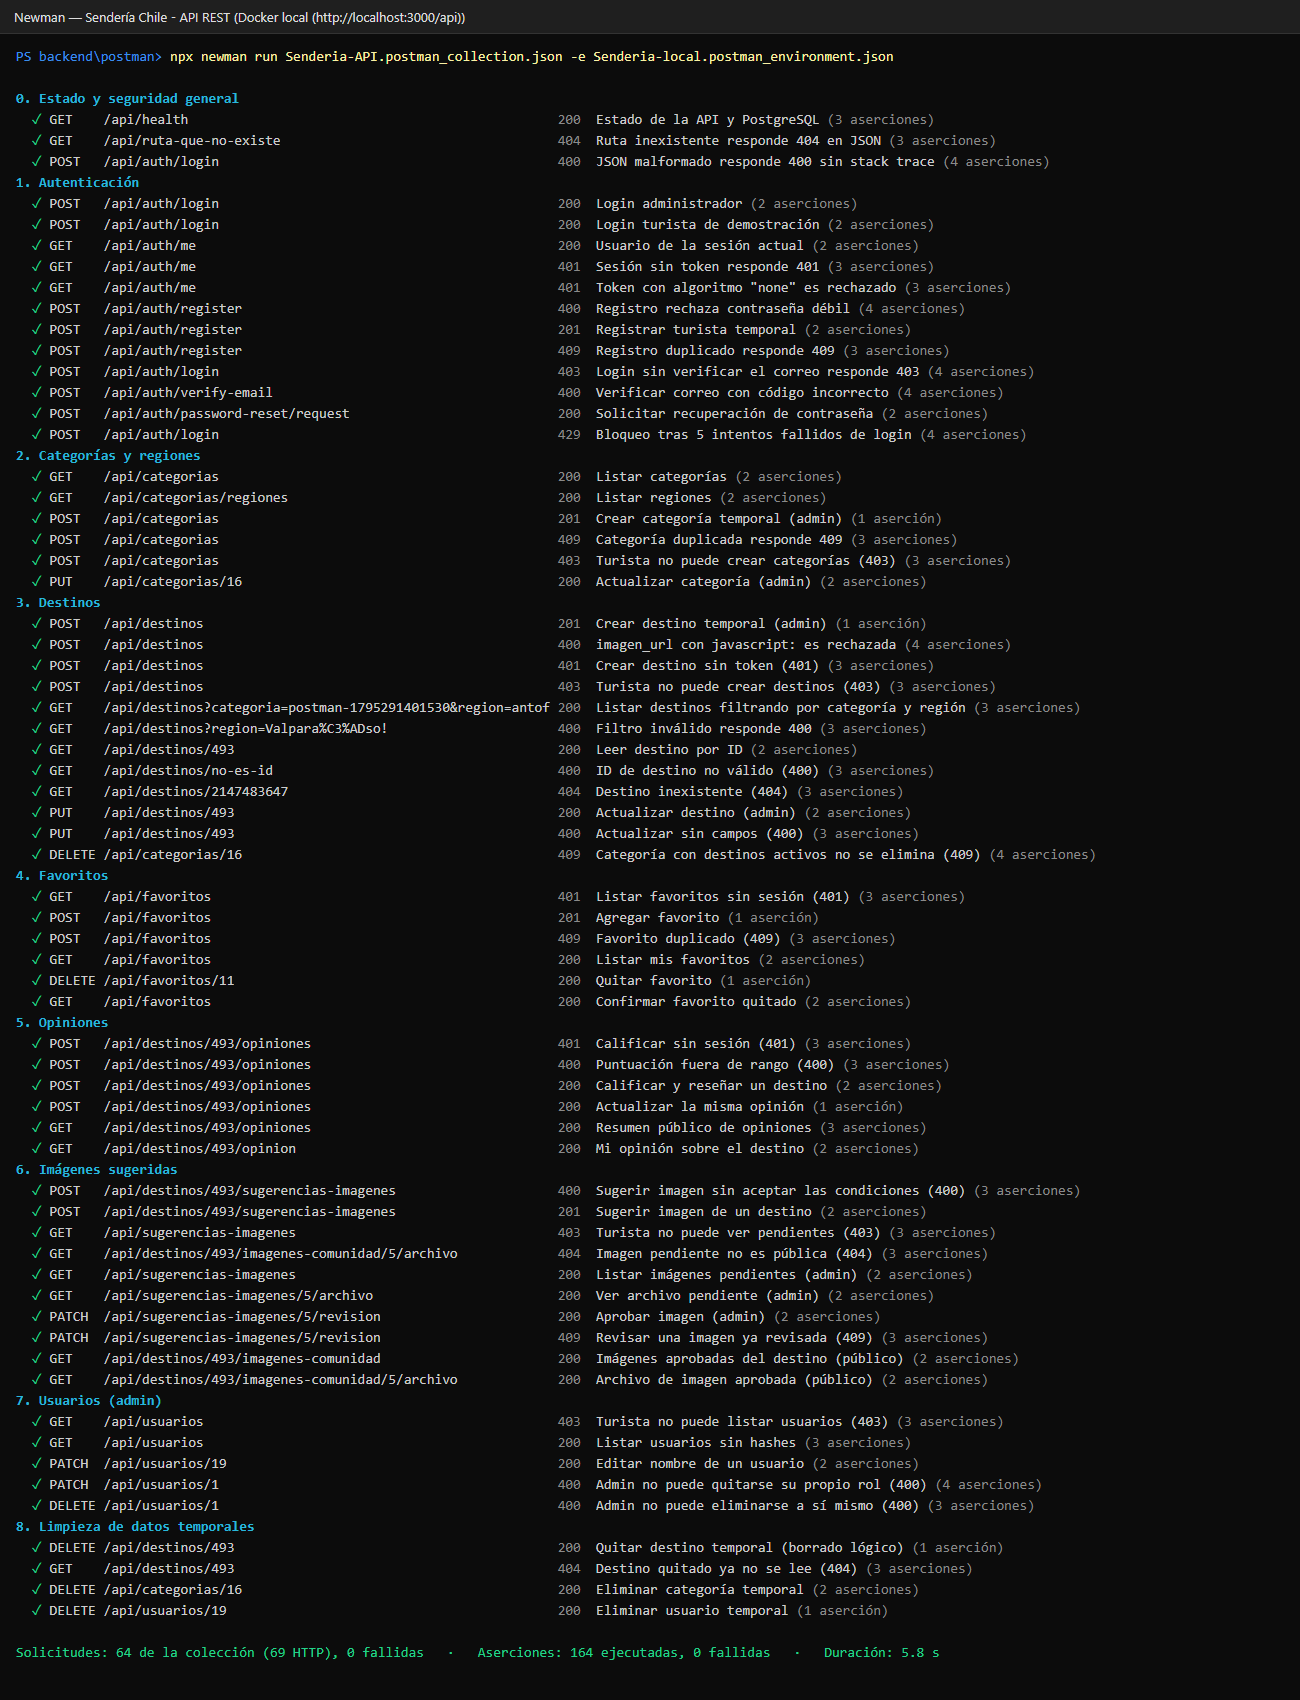 Newman — Sendería Chile - API REST (Docker local (http://localhost:3000/api))
PS backend\postman> npx newman run Senderia-API.postman_collection.json -e Senderia-local.postman_environment.json
0. Estado y seguridad general
✓ GET /api/health 200 Estado de la API y PostgreSQL (3 aserciones)
✓ GET /api/ruta-que-no-existe 404 Ruta inexistente responde 404 en JSON (3 aserciones)
✓ POST /api/auth/login 400 JSON malformado responde 400 sin stack trace (4 aserciones)
1. Autenticación
✓ POST /api/auth/login 200 Login administrador (2 aserciones)
✓ POST /api/auth/login 200 Login turista de demostración (2 aserciones)
✓ GET /api/auth/me 200 Usuario de la sesión actual (2 aserciones)
✓ GET /api/auth/me 401 Sesión sin token responde 401 (3 aserciones)
✓ GET /api/auth/me 401 Token con algoritmo "none" es rechazado (3 aserciones)
✓ POST /api/auth/register 400 Registro rechaza contraseña débil (4 aserciones)
✓ POST /api/auth/register 201 Registrar turista temporal (2 aserciones)
✓ POST /api/auth/register 409 Registro duplicado responde 409 (3 aserciones)
✓ POST /api/auth/login 403 Login sin verificar el correo responde 403 (4 aserciones)
✓ POST /api/auth/verify-email 400 Verificar correo con código incorrecto (4 aserciones)
✓ POST /api/auth/password-reset/request 200 Solicitar recuperación de contraseña (2 aserciones)
✓ POST /api/auth/login 429 Bloqueo tras 5 intentos fallidos de login (4 aserciones)
2. Categorías y regiones
✓ GET /api/categorias 200 Listar categorías (2 aserciones)
✓ GET /api/categorias/regiones 200 Listar regiones (2 aserciones)
✓ POST /api/categorias 201 Crear categoría temporal (admin) (1 aserción)
✓ POST /api/categorias 409 Categoría duplicada responde 409 (3 aserciones)
✓ POST /api/categorias 403 Turista no puede crear categorías (403) (3 aserciones)
✓ PUT /api/categorias/16 200 Actualizar categoría (admin) (2 aserciones)
3. Destinos
✓ POST /api/destinos 201 Crear destino temporal (admin) (1 aserción)
✓ POST /api/destinos 400 imagen_url con javascript: es rechazada (4 aserciones)
✓ POST /api/destinos 401 Crear destino sin token (401) (3 aserciones)
✓ POST /api/destinos 403 Turista no puede crear destinos (403) (3 aserciones)
✓ GET /api/destinos?categoria=postman-1795291401530&region=antof 200 Listar destinos filtrando por categoría y región (3 aserciones)
✓ GET /api/destinos?region=Valpara%C3%ADso! 400 Filtro inválido responde 400 (3 aserciones)
✓ GET /api/destinos/493 200 Leer destino por ID (2 aserciones)
✓ GET /api/destinos/no-es-id 400 ID de destino no válido (400) (3 aserciones)
✓ GET /api/destinos/2147483647 404 Destino inexistente (404) (3 aserciones)
✓ PUT /api/destinos/493 200 Actualizar destino (admin) (2 aserciones)
✓ PUT /api/destinos/493 400 Actualizar sin campos (400) (3 aserciones)
✓ DELETE /api/categorias/16 409 Categoría con destinos activos no se elimina (409) (4 aserciones)
4. Favoritos
✓ GET /api/favoritos 401 Listar favoritos sin sesión (401) (3 aserciones)
✓ POST /api/favoritos 201 Agregar favorito (1 aserción)
✓ POST /api/favoritos 409 Favorito duplicado (409) (3 aserciones)
✓ GET /api/favoritos 200 Listar mis favoritos (2 aserciones)
✓ DELETE /api/favoritos/11 200 Quitar favorito (1 aserción)
✓ GET /api/favoritos 200 Confirmar favorito quitado (2 aserciones)
5. Opiniones
✓ POST /api/destinos/493/opiniones 401 Calificar sin sesión (401) (3 aserciones)
✓ POST /api/destinos/493/opiniones 400 Puntuación fuera de rango (400) (3 aserciones)
✓ POST /api/destinos/493/opiniones 200 Calificar y reseñar un destino (2 aserciones)
✓ POST /api/destinos/493/opiniones 200 Actualizar la misma opinión (1 aserción)
✓ GET /api/destinos/493/opiniones 200 Resumen público de opiniones (3 aserciones)
✓ GET /api/destinos/493/opinion 200 Mi opinión sobre el destino (2 aserciones)
6. Imágenes sugeridas
✓ POST /api/destinos/493/sugerencias-imagenes 400 Sugerir imagen sin aceptar las condiciones (400) (3 aserciones)
✓ POST /api/destinos/493/sugerencias-imagenes 201 Sugerir imagen de un destino (2 aserciones)
✓ GET /api/sugerencias-imagenes 403 Turista no puede ver pendientes (403) (3 aserciones)
✓ GET /api/destinos/493/imagenes-comunidad/5/archivo 404 Imagen pendiente no es pública (404) (3 aserciones)
✓ GET /api/sugerencias-imagenes 200 Listar imágenes pendientes (admin) (2 aserciones)
✓ GET /api/sugerencias-imagenes/5/archivo 200 Ver archivo pendiente (admin) (2 aserciones)
✓ PATCH /api/sugerencias-imagenes/5/revision 200 Aprobar imagen (admin) (2 aserciones)
✓ PATCH /api/sugerencias-imagenes/5/revision 409 Revisar una imagen ya revisada (409) (3 aserciones)
✓ GET /api/destinos/493/imagenes-comunidad 200 Imágenes aprobadas del destino (público) (2 aserciones)
✓ GET /api/destinos/493/imagenes-comunidad/5/archivo 200 Archivo de imagen aprobada (público) (2 aserciones)
7. Usuarios (admin)
✓ GET /api/usuarios 403 Turista no puede listar usuarios (403) (3 aserciones)
✓ GET /api/usuarios 200 Listar usuarios sin hashes (3 aserciones)
✓ PATCH /api/usuarios/19 200 Editar nombre de un usuario (2 aserciones)
✓ PATCH /api/usuarios/1 400 Admin no puede quitarse su propio rol (400) (4 aserciones)
✓ DELETE /api/usuarios/1 400 Admin no puede eliminarse a sí mismo (400) (3 aserciones)
8. Limpieza de datos temporales
✓ DELETE /api/destinos/493 200 Quitar destino temporal (borrado lógico) (1 aserción)
✓ GET /api/destinos/493 404 Destino quitado ya no se lee (404) (3 aserciones)
✓ DELETE /api/categorias/16 200 Eliminar categoría temporal (2 aserciones)
✓ DELETE /api/usuarios/19 200 Eliminar usuario temporal (1 aserción)
Solicitudes: 64 de la colección (69 HTTP), 0 fallidas · Aserciones: 164 ejecutadas, 0 fallidas · Duración: 5.8 s